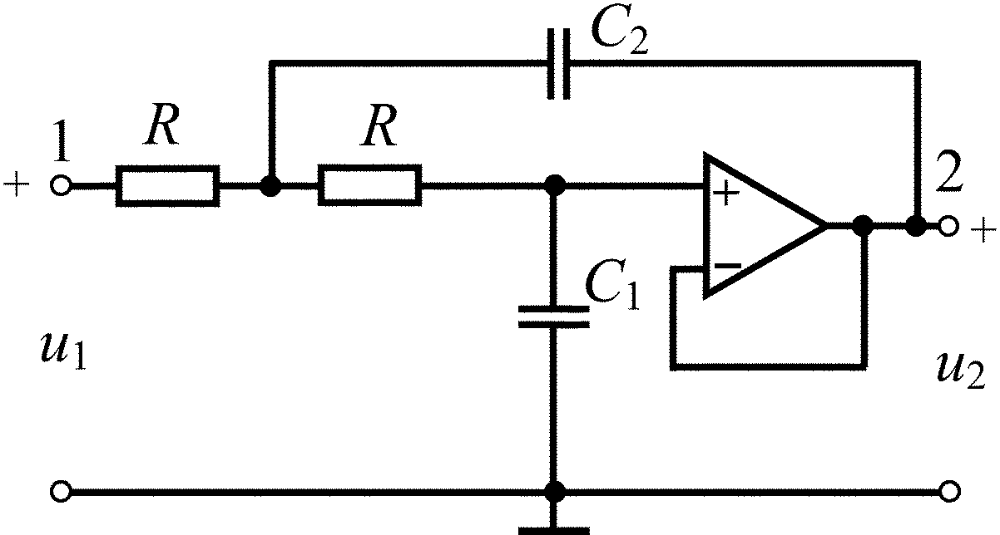 C₂
R
R
1
+
+
2
+
−
C₁
u₁
u₂